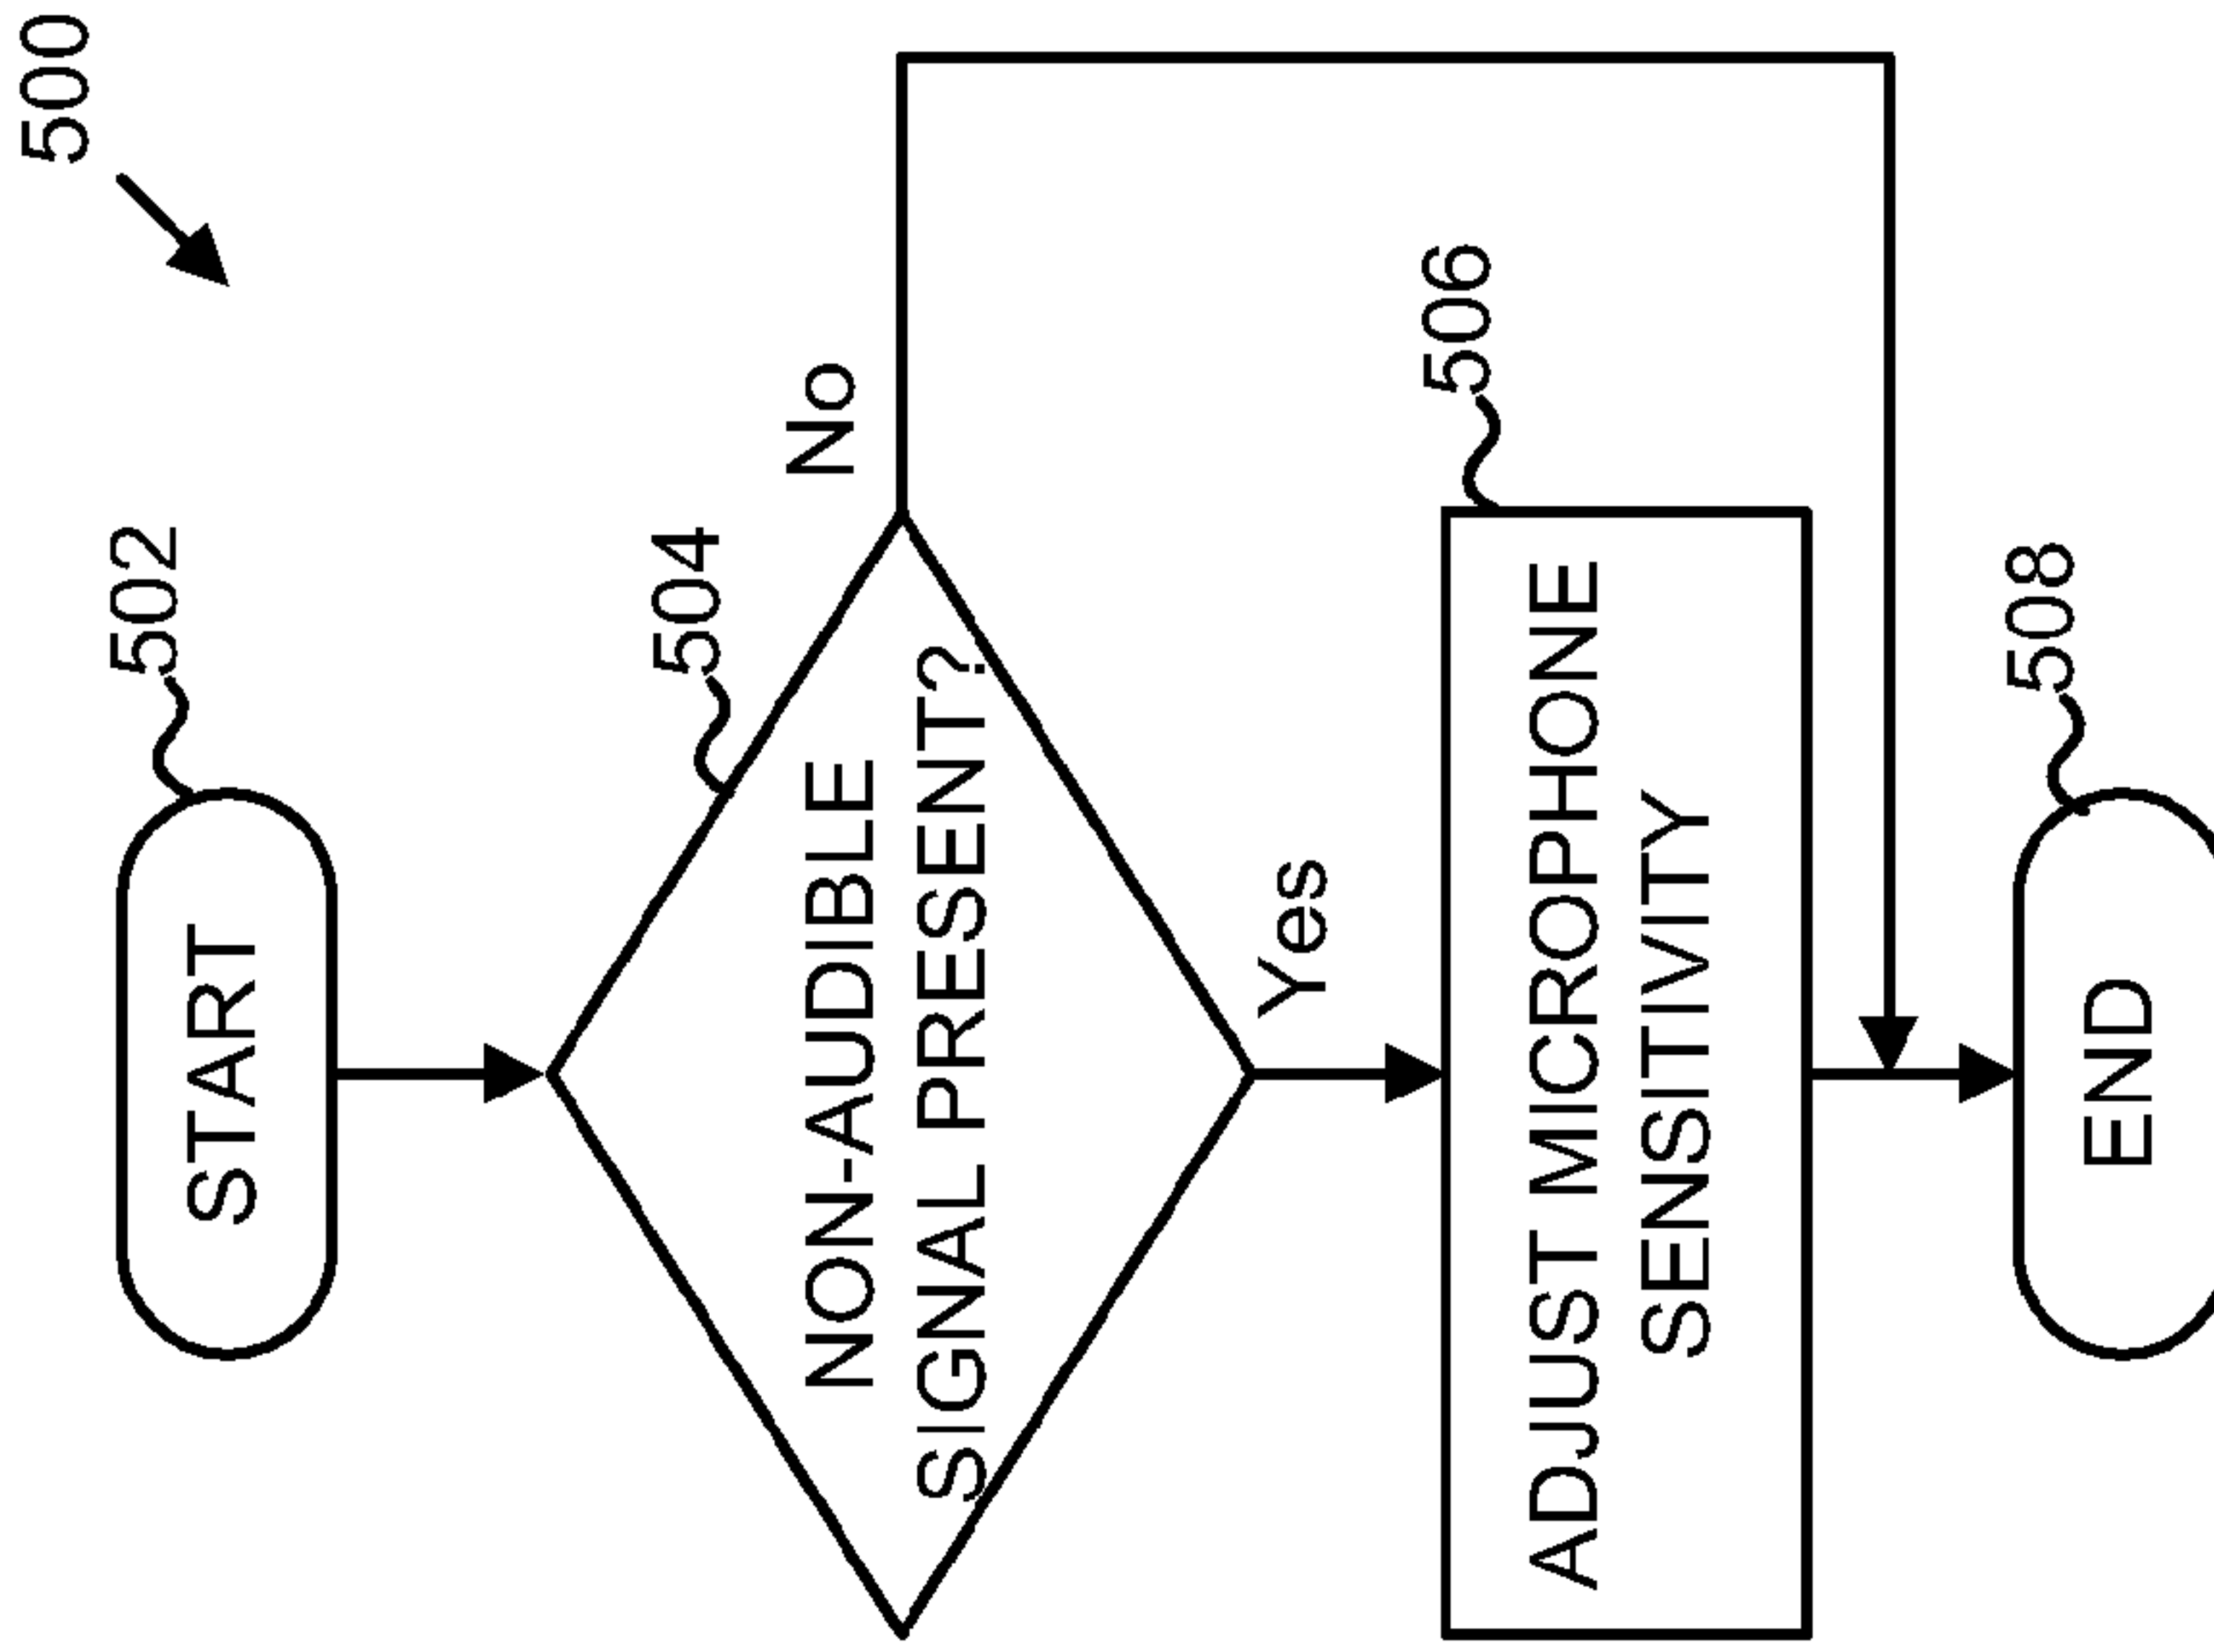 500
502
START
504
NON-AUDIBLE
SIGNAL PRESENT?
No
Yes
506
ADJUST MICROPHONE
SENSITIVITY
508
END